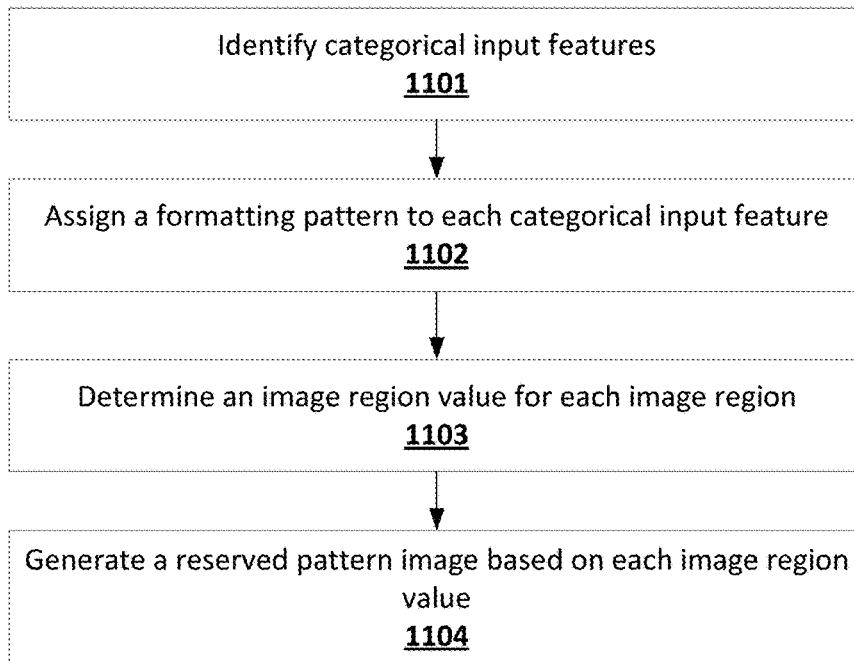 Identify categorical input features
1101
Assign a formatting pattern to each categorical input feature
1102
Determine an image region value for each image region
1103
Generate a reserved pattern image based on each image region
value
1104